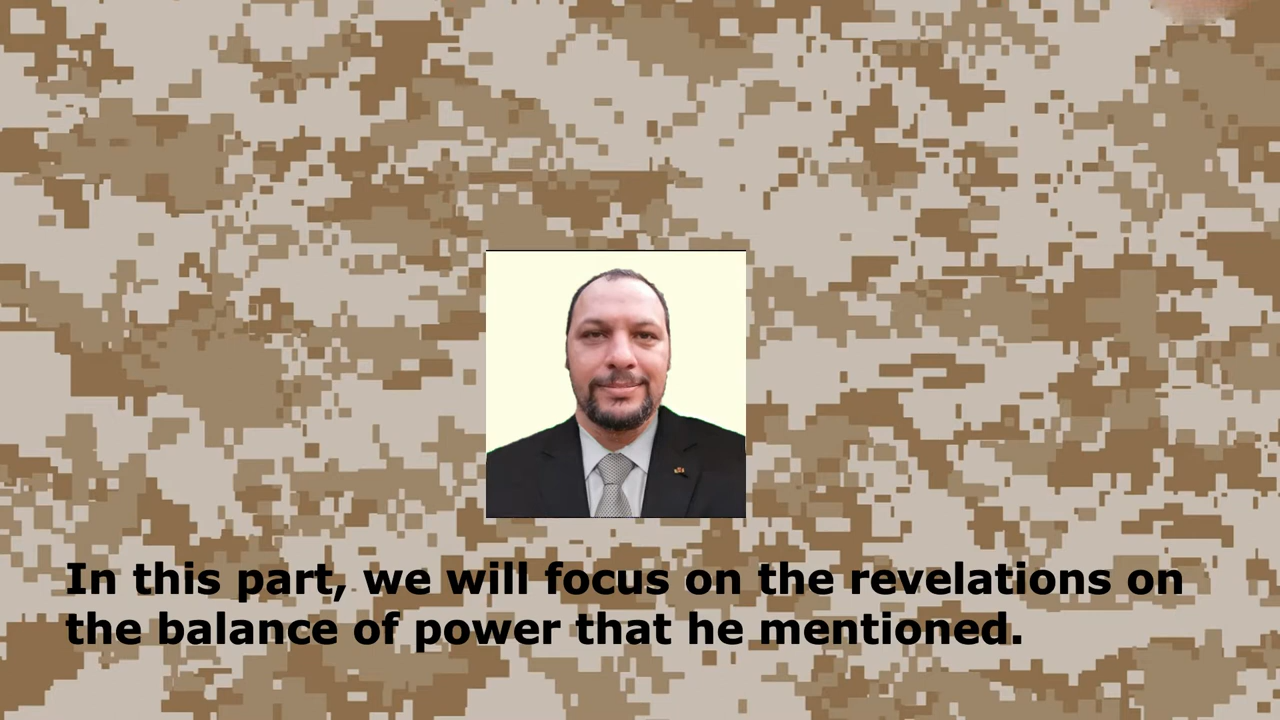 In this part, we will focus on the revelations on
the balance of power that he mentioned.